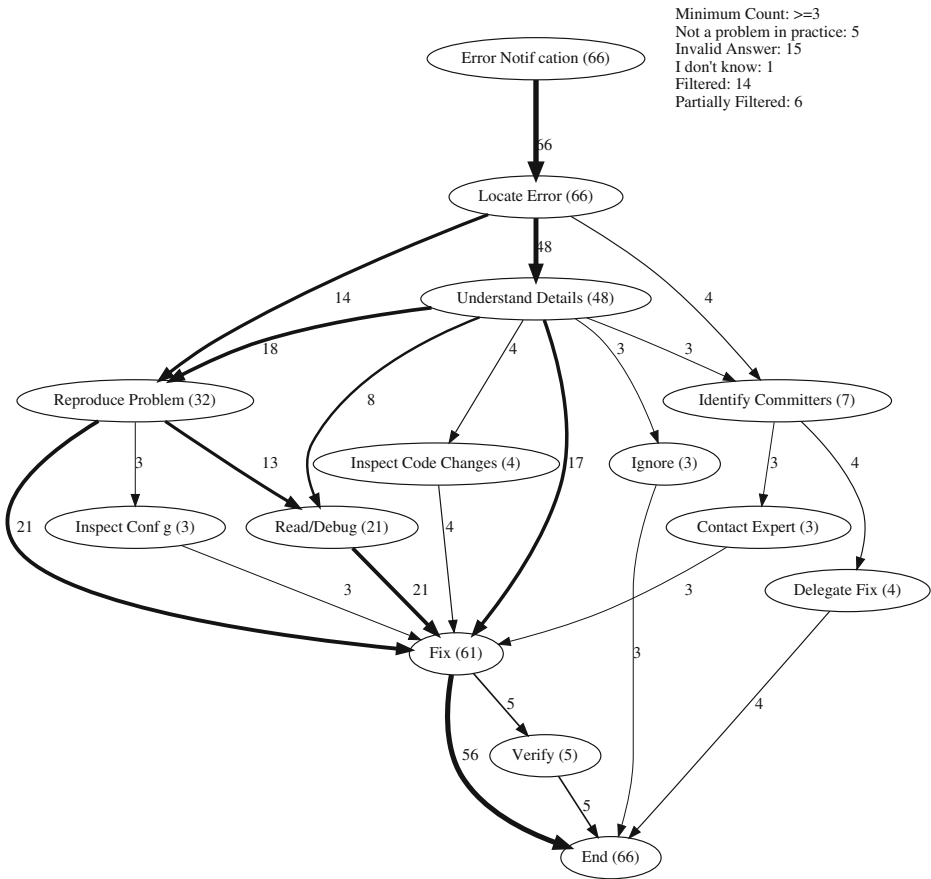 Minimum Count: >=3
Not a problem in practice: 5
Invalid Answer: 15
I don't know: 1
Filtered: 14
Partially Filtered: 6
Error Notif cation (66)
66
Locate Error (66)
48
14
4
Understand Details (48)
18
4
3
3
8
17
Reproduce Problem (32)
Identify Committers (7)
3
13
Inspect Code Changes (4)
Ignore (3)
3
4
21
Inspect Conf g (3)
Read/Debug (21)
4
Contact Expert (3)
3
21
3
Delegate Fix (4)
Fix (61)
3
5
4
56
Verify (5)
5
End (66)